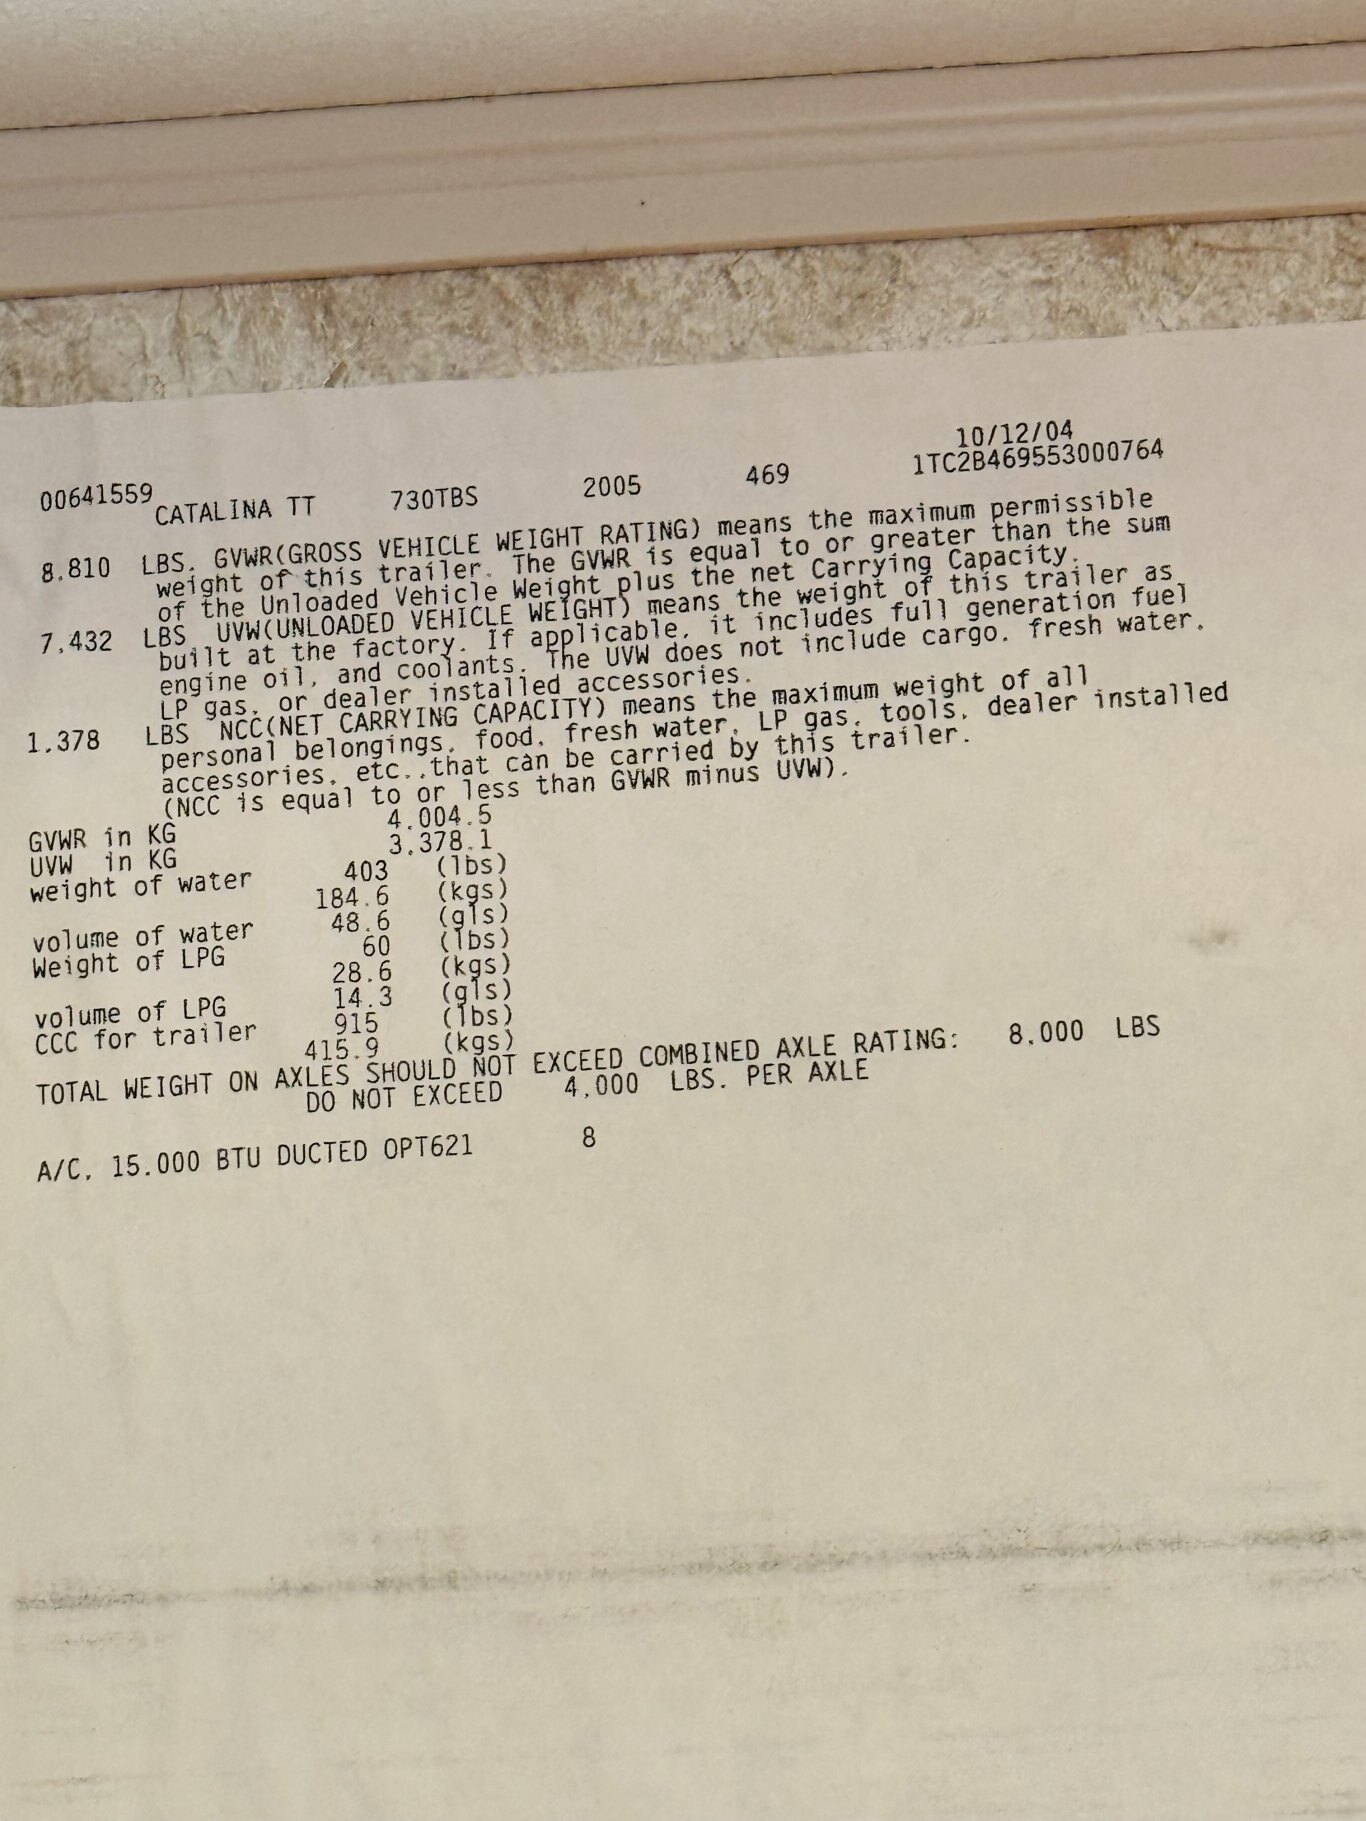 10/12/04
00641559 CATALINA TT 730TBS 2005 469 1TC2B469553000764
8.810 LBS. GVWR(GROSS VEHICLE WEIGHT RATING) means the maximum permissible
weight of this trailer. The GVWR is equal to or greater than the sum
of the Unloaded Vehicle Weight plus the net Carrying Capacity.
7,432 LBS UVW(UNLOADED VEHICLE WEIGHT) means the weight of this trailer as
built at the factory. If applicable, it includes full generation fuel
engine oil, and coolants. The UVW does not include cargo, fresh water,
LP gas, or dealer installed accessories.
1.378 LBS NCC(NET CARRYING CAPACITY) means the maximum weight of all
personal belongings, food, fresh water, LP gas, tools, dealer installed
accessories, etc.,that can be carried by this trailer.
(NCC is equal to or less than GVWR minus UVW).
GVWR in KG 4.004.5
UVW in KG 3.378.1
weight of water 403 (lbs)
184.6 (kgs)
volume of water 48.6 (gls)
Weight of LPG 60 (lbs)
28.6 (kgs)
volume of LPG 14.3 (gls)
CCC for trailer 915 (lbs)
415.9 (kgs)
TOTAL WEIGHT ON AXLES SHOULD NOT EXCEED COMBINED AXLE RATING: 8.000 LBS
DO NOT EXCEED 4,000 LBS. PER AXLE
A/C, 15.000 BTU DUCTED OPT621 8